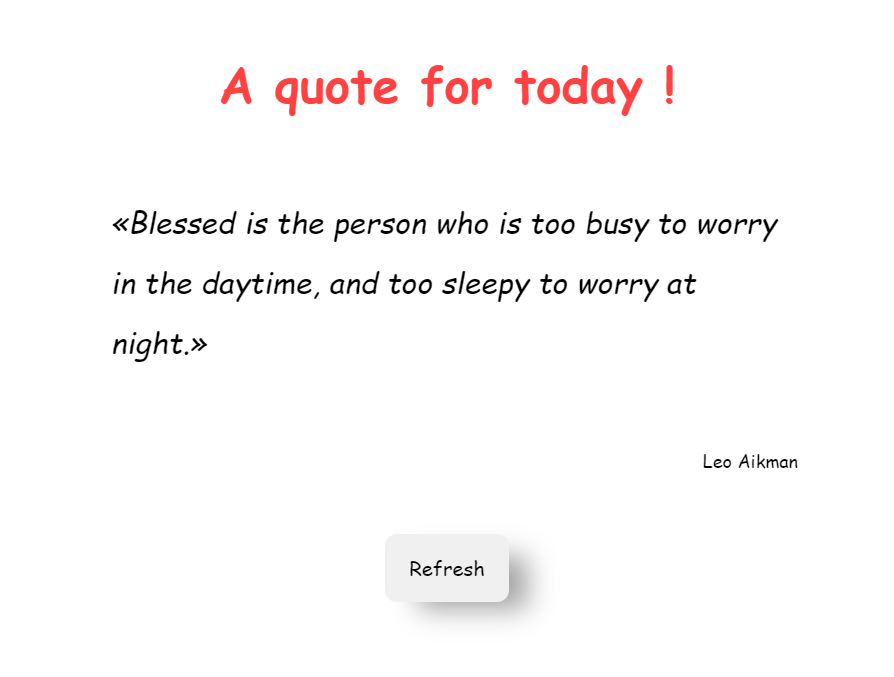 A quote for today !
«Blessed is the person who is too busy to worry
in the daytime, and too sleepy to worry at
night.»
Leo Aikman
Refresh